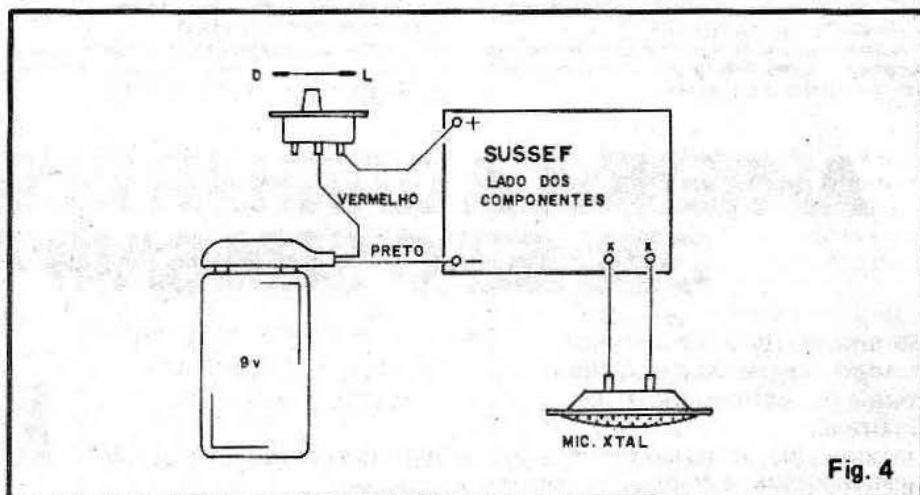 D L
+
SUSSEF
LADO DOS
COMPONENTES
VERMELHO
PRETO
-
X X
9v
MIC. XTAL
Fig. 4